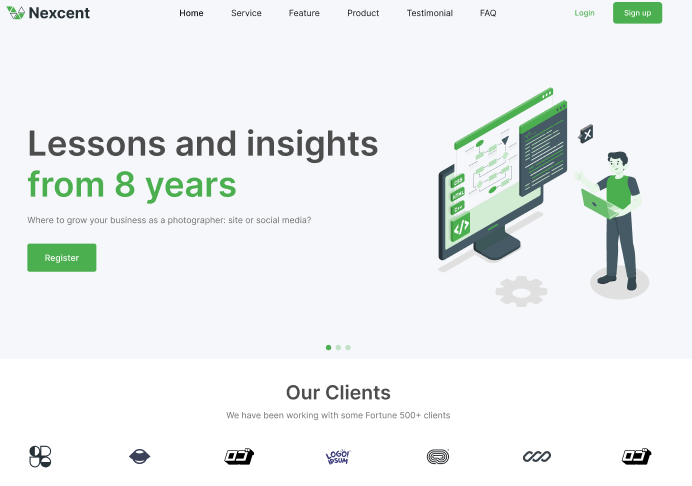 Nexcent
Home Service Feature Product Testimonial FAQ
Login Sign up
Lessons and insights
from 8 years
Where to grow your business as a photographer: site or social media?
Register
Our Clients
We have been working with some Fortune 500+ clients
LOGO!
IPSUM